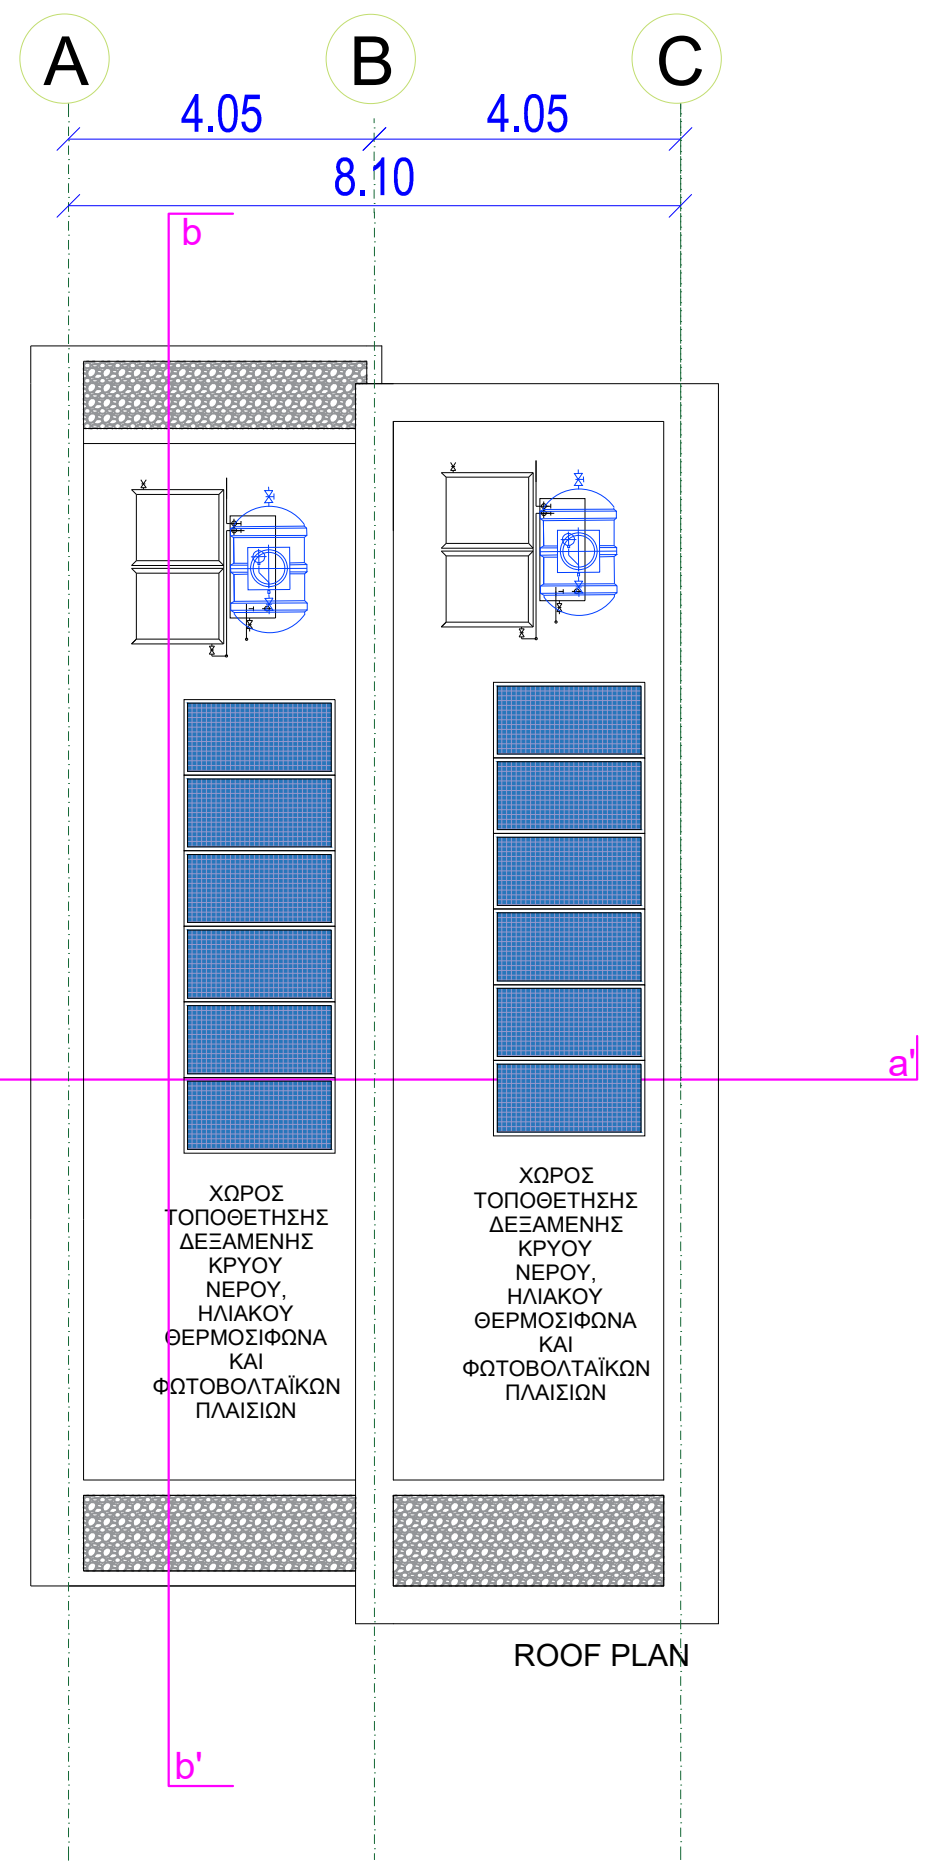 A B C
4.05 4.05
8.10
b
a'
ΧΩΡΟΣ
ΤΟΠΟΘΕΤΗΣΗΣ
ΔΕΞΑΜΕΝΗΣ
ΚΡΥΟΥ
ΝΕΡΟΥ,
ΗΛΙΑΚΟΥ
ΘΕΡΜΟΣΙΦΩΝΑ
ΚΑΙ
ΦΩΤΟΒΟΛΤΑΪΚΩΝ
ΠΛΑΙΣΙΩΝ
ΧΩΡΟΣ
ΤΟΠΟΘΕΤΗΣΗΣ
ΔΕΞΑΜΕΝΗΣ
ΚΡΥΟΥ
ΝΕΡΟΥ,
ΗΛΙΑΚΟΥ
ΘΕΡΜΟΣΙΦΩΝΑ
ΚΑΙ
ΦΩΤΟΒΟΛΤΑΪΚΩΝ
ΠΛΑΙΣΙΩΝ
ROOF PLAN
b'